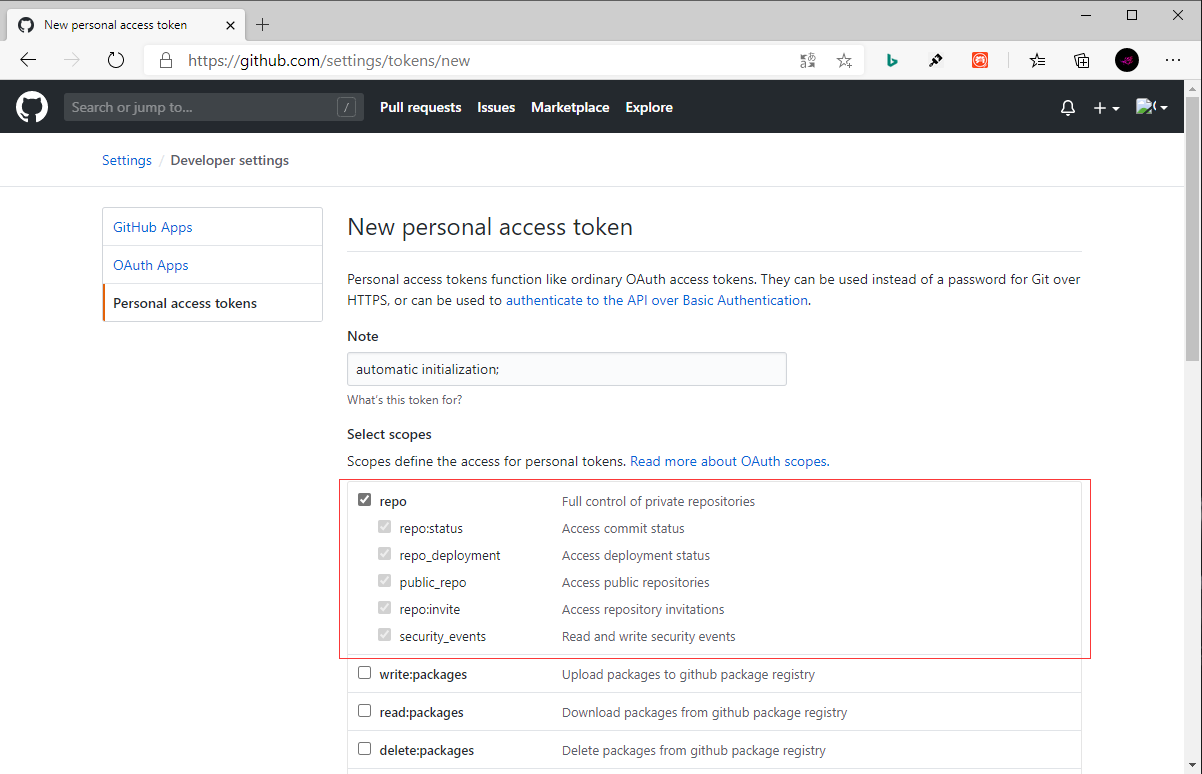 New personal access token
https://github.com/settings/tokens/new
Search or jump to... /
Pull requests Issues Marketplace Explore
Settings / Developer settings
GitHub Apps
OAuth Apps
Personal access tokens
New personal access token
Personal access tokens function like ordinary OAuth access tokens. They can be used instead of a password for Git over
HTTPS, or can be used to authenticate to the API over Basic Authentication.
Note
automatic initialization;
What's this token for?
Select scopes
Scopes define the access for personal tokens. Read more about OAuth scopes.
repo Full control of private repositories
repo:status Access commit status
repo_deployment Access deployment status
public_repo Access public repositories
repo:invite Access repository invitations
security_events Read and write security events
write:packages Upload packages to github package registry
read:packages Download packages from github package registry
delete:packages Delete packages from github package registry